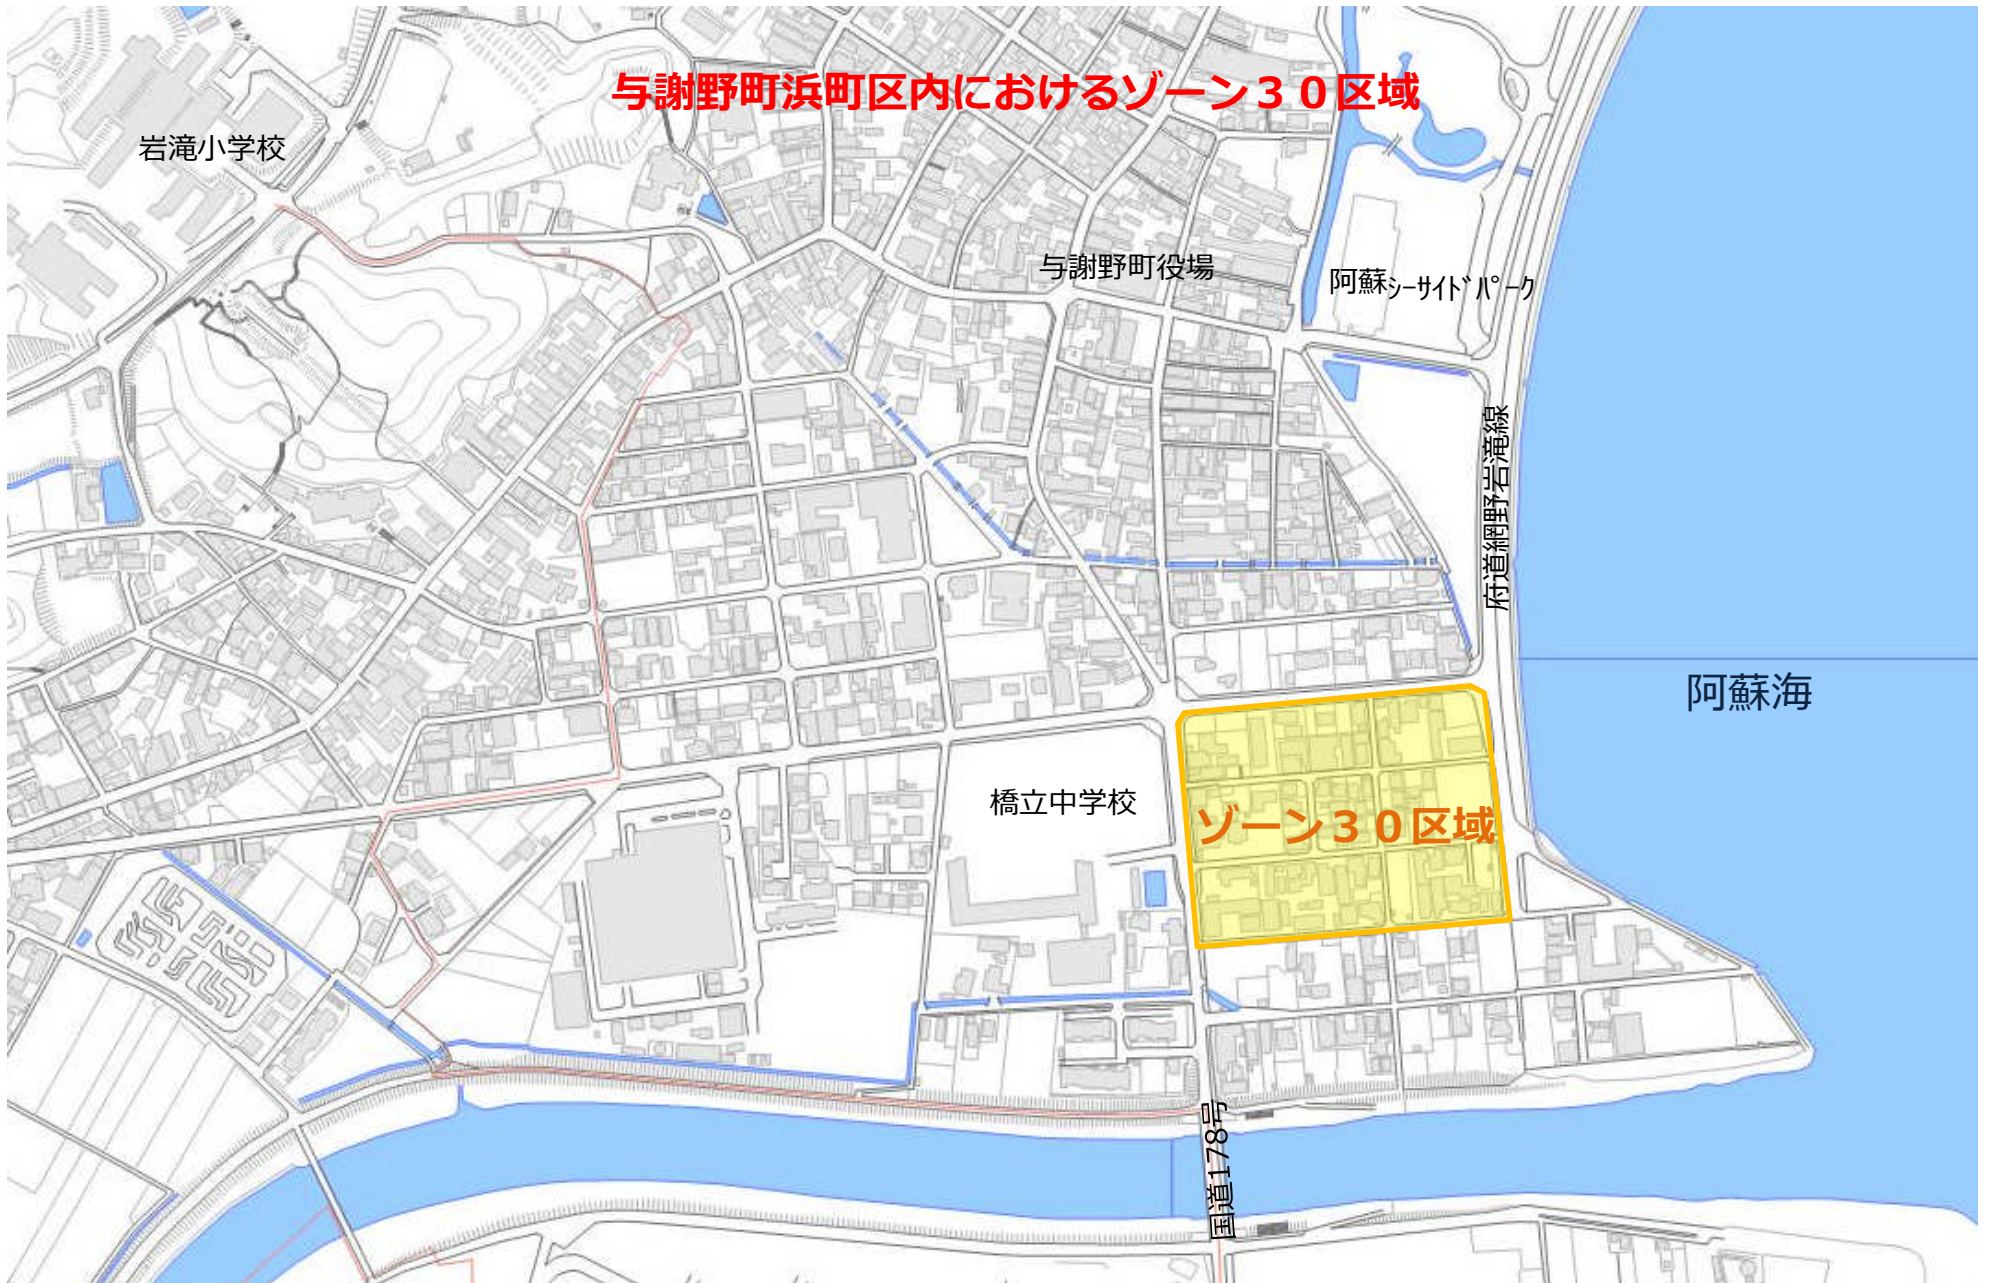 与謝野町浜町区内におけるゾーン３０区域
岩滝小学校
与謝野町役場
阿蘇ｼｰｻｲﾄﾞﾊﾟｰｸ
府道網野岩滝線
阿蘇海
橋立中学校
ゾーン３０区域
国道178号